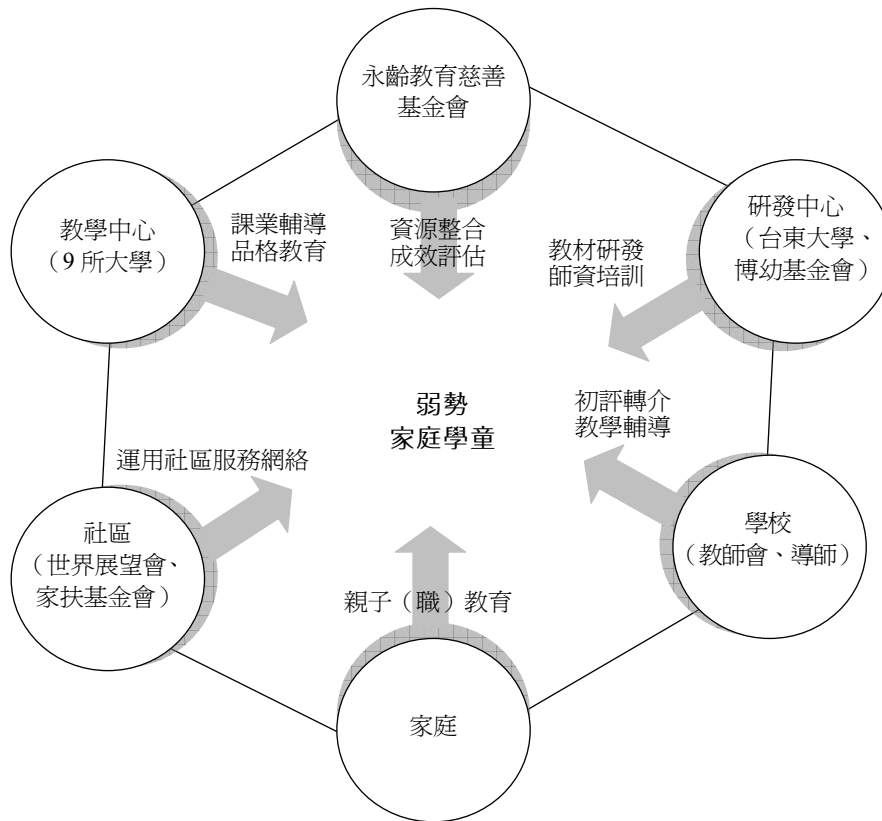 永齡教育慈善
基金會
資源整合
成效評估
教學中心
（9 所大學）
課業輔導
品格教育
研發中心
（台東大學、
博幼基金會）
教材研發
師資培訓
弱勢
家庭學童
初評轉介
教學輔導
學校
（教師會、導師）
運用社區服務網絡
社區
（世界展望會、
家扶基金會）
親子（職）教育
家庭